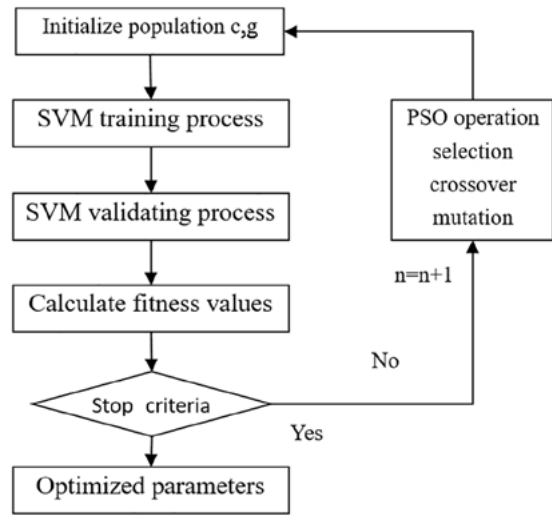 Initialize population c,g
SVM training process
SVM validating process
Calculate fitness values
Stop criteria
Optimized parameters
PSO operation
selection
crossover
mutation
n=n+1
No
Yes